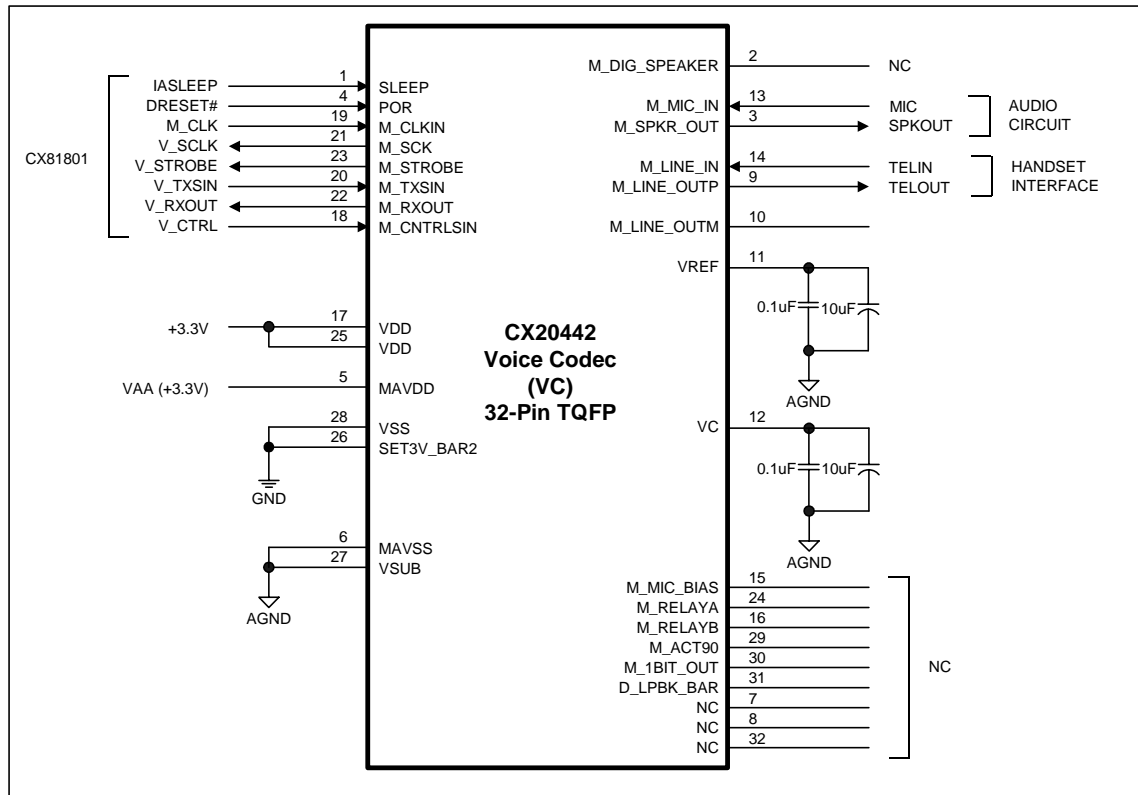 IASLEEP 1 SLEEP
DRESET# 4 POR
M_CLK 19 M_CLKIN
V_SCLK 21 M_SCK
V_STROBE 23 M_STROBE
V_TXSIN 20 M_TXSIN
V_RXOUT 22 M_RXOUT
V_CTRL 18 M_CNTRLSIN
CX81801
+3.3V 17 VDD
25 VDD
VAA (+3.3V) 5 MAVDD
28 VSS
26 SET3V_BAR2
GND
6 MAVSS
27 VSUB
AGND
CX20442
Voice Codec
(VC)
32-Pin TQFP
M_DIG_SPEAKER 2 NC
M_MIC_IN 13 MIC
M_SPKR_OUT 3 SPKOUT
AUDIO
CIRCUIT
M_LINE_IN 14 TELIN
M_LINE_OUTP 9 TELOUT
HANDSET
INTERFACE
M_LINE_OUTM 10
VREF 11
0.1uF 10uF
AGND
VC 12
0.1uF 10uF
AGND
M_MIC_BIAS 15
M_RELAYA 24
M_RELAYB 16
M_ACT90 29
M_1BIT_OUT 30
D_LPBK_BAR 31
NC 7
NC 8
NC 32
NC